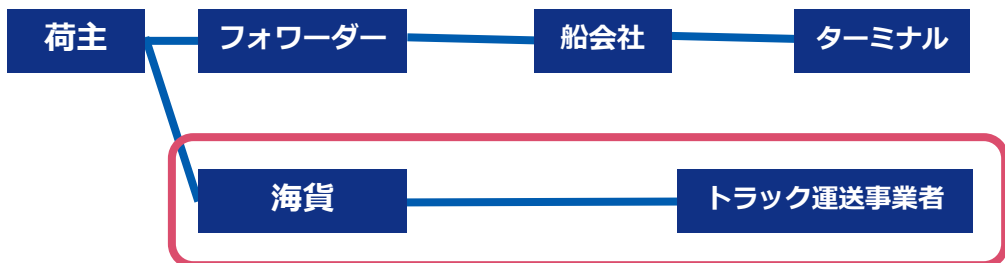 荷主
フォワーダー
船会社
ターミナル
海貨
トラック運送事業者